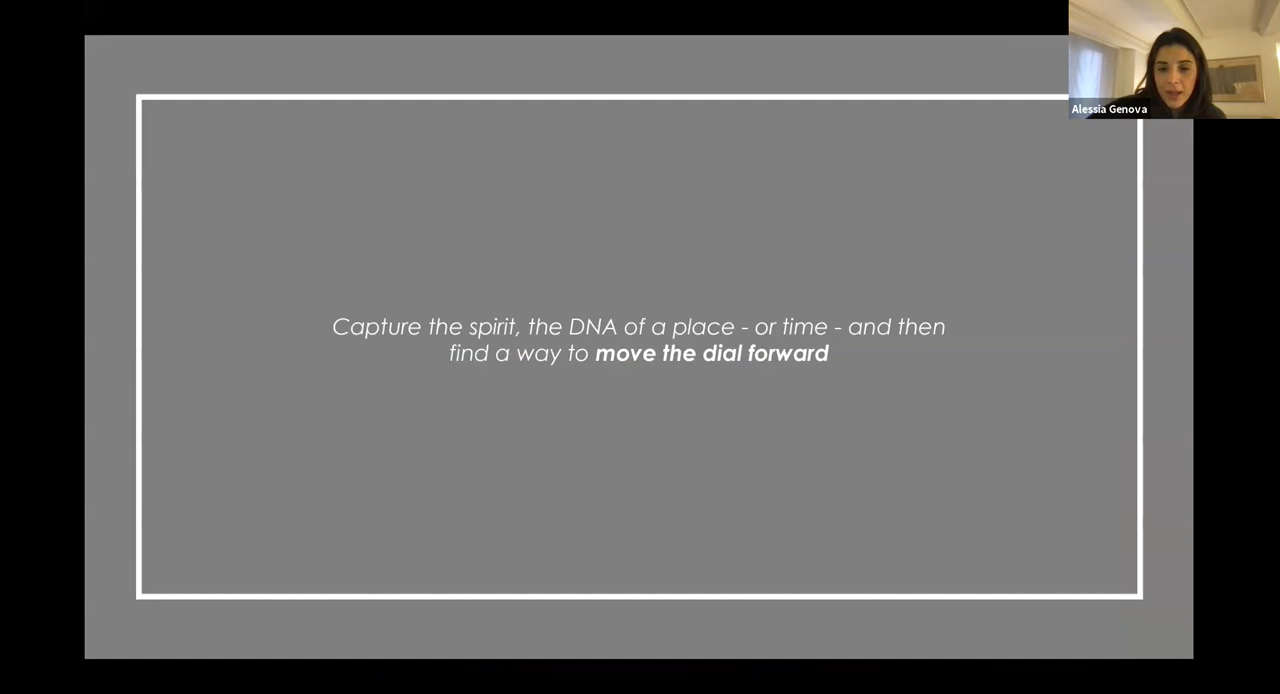 Alessia Genova
Capture the spirit, the DNA of a place - or time - and then
find a way to move the dial forward